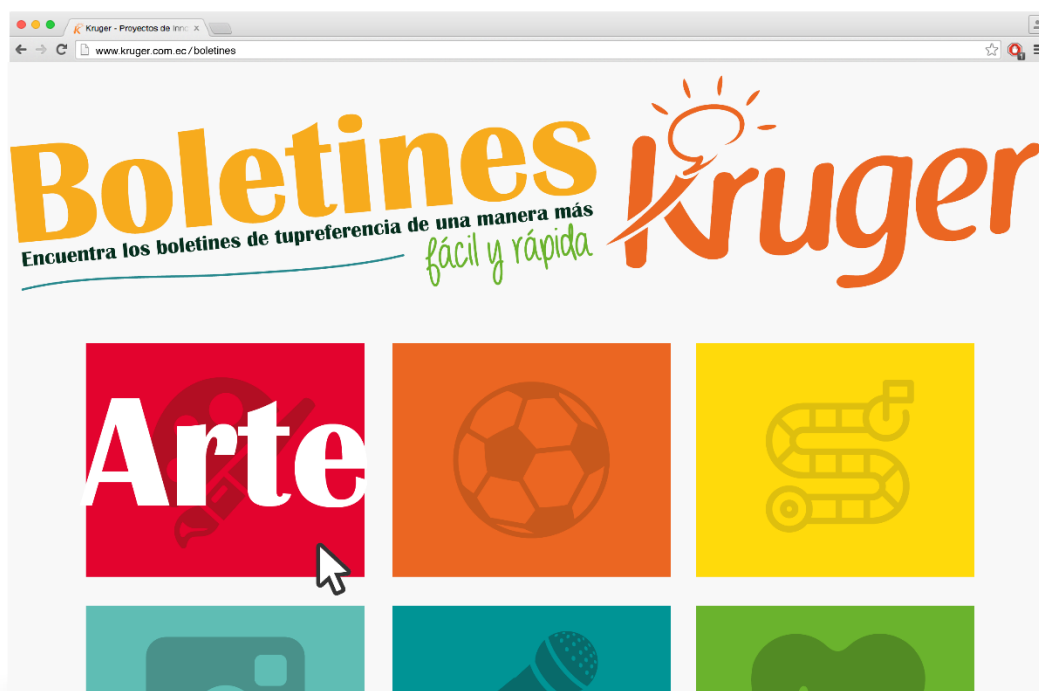 Kruger - Proyectos de Inno
www.kruger.com.ec/boletines
Boletines
Encuentra los boletines de tupreferencia de una manera más
fácil y rápida
Kruger
Arte